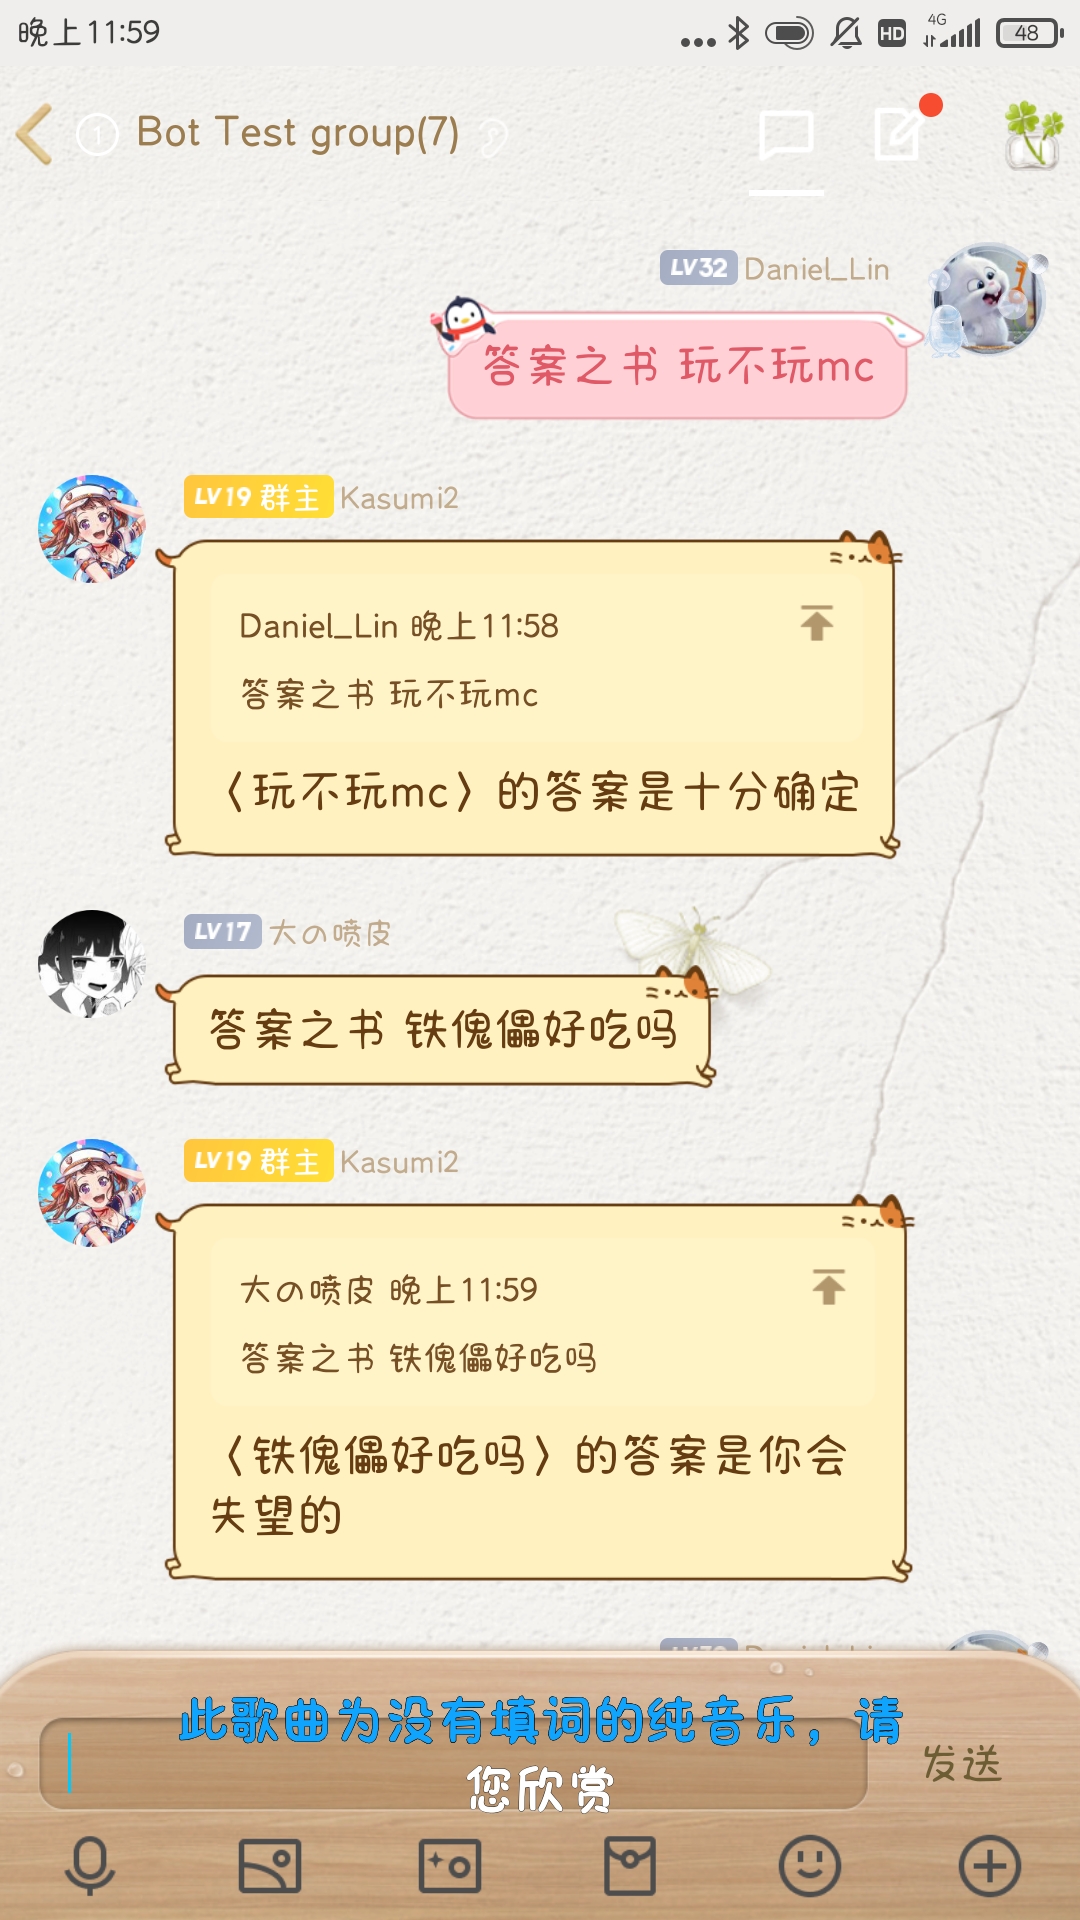 晚上11:59
HD
4G
48
1
Bot Test group(7)
LV32 Daniel_Lin
答案之书 玩不玩mc
LV19 群主 Kasumi2
Daniel_Lin 晚上11:58
答案之书 玩不玩mc
〈玩不玩mc〉的答案是十分确定
LV17 大の喷皮
答案之书 铁傀儡好吃吗
LV19 群主 Kasumi2
大の喷皮 晚上11:59
答案之书 铁傀儡好吃吗
〈铁傀儡好吃吗〉的答案是你会
失望的
此歌曲为没有填词的纯音乐，请
您欣赏
发送